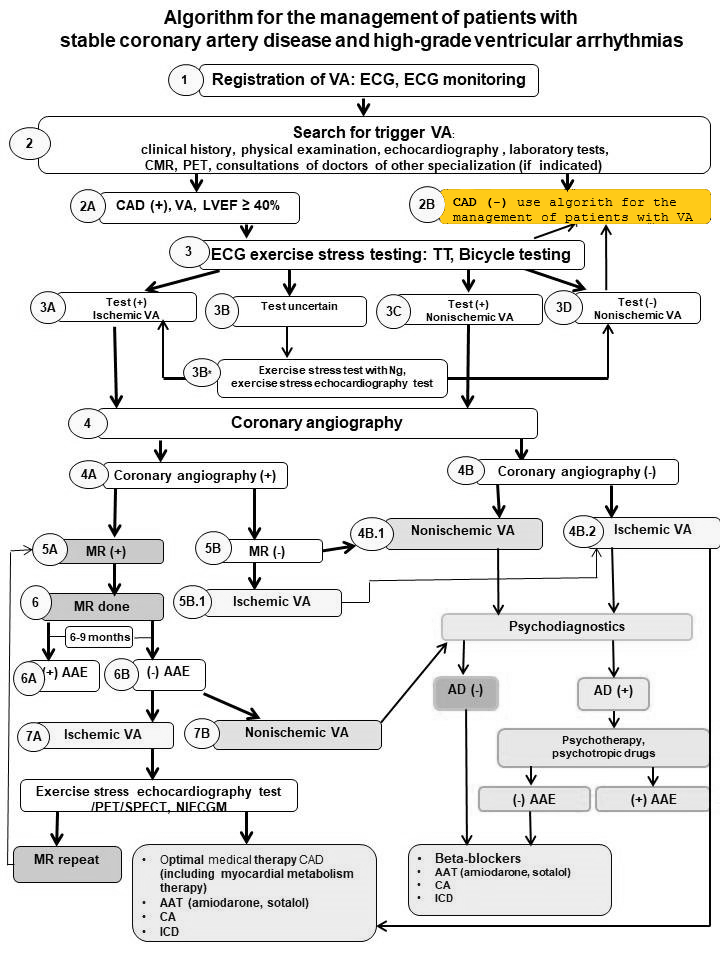 Algorithm for the management of patients with
stable coronary artery disease and high-grade ventricular arrhythmias
1
Registration of VA: ECG, ECG monitoring
2
Search for trigger VA:
clinical history, physical examination, echocardiography , laboratory tests,
CMR, PET, consultations of doctors of other specialization (if indicated)
2A
CAD (+), VA, LVEF ≥ 40%
2B
CAD (-) use algorith for the
management of patients with VA
3
ECG exercise stress testing: TT, Bicycle testing
3A
Test (+)
Ischemic VA
3B
Test uncertain
3C
Test (+)
Nonischemic VA
3D
Test (-)
Nonischemic VA
3B*
Exercise stress test with Ng,
exercise stress echocardiography test
4
Coronary angiography
4A
Coronary angiography (+)
4B
Coronary angiography (-)
5A
MR (+)
5B
MR (-)
4B.1
Nonischemic VA
4B.2
Ischemic VA
6
MR done
5B.1
Ischemic VA
6-9 months
Psychodiagnostics
6A
(+) AAE
6B
(-) AAE
AD (-)
AD (+)
7A
Ischemic VA
7B
Nonischemic VA
Psychotherapy,
psychotropic drugs
Exercise stress echocardiography test
/PET/SPECT, NIECGM
(-) AAE
(+) AAE
MR repeat
• Optimal medical therapy CAD
(including myocardial metabolism
therapy)
• AAT (amiodarone, sotalol)
• CA
• ICD
• Beta-blockers
• AAT (amiodarone, sotalol)
• CA
• ICD